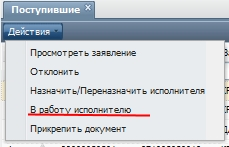 Поступившие ×
Действия
Просмотреть заявление
Отклонить
Назначить/Переназначить исполнителя
В работу исполнителю
Прикрепить документ